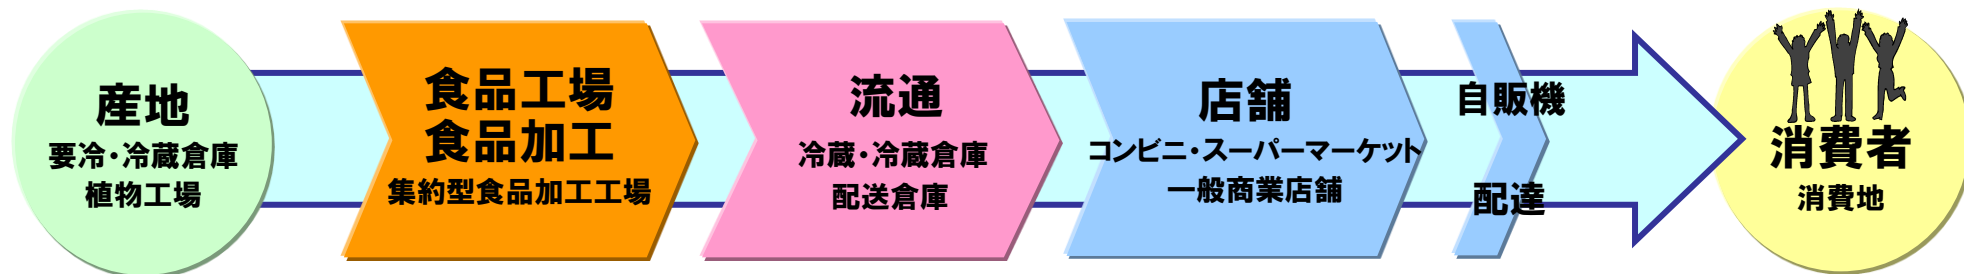 産地
要冷・冷蔵倉庫
植物工場
食品工場
食品加工
集約型食品加工工場
流通
冷蔵・冷蔵倉庫
配送倉庫
店舗
コンビニ・スーパーマーケット
一般商業店舗
自販機
配達
消費者
消費地